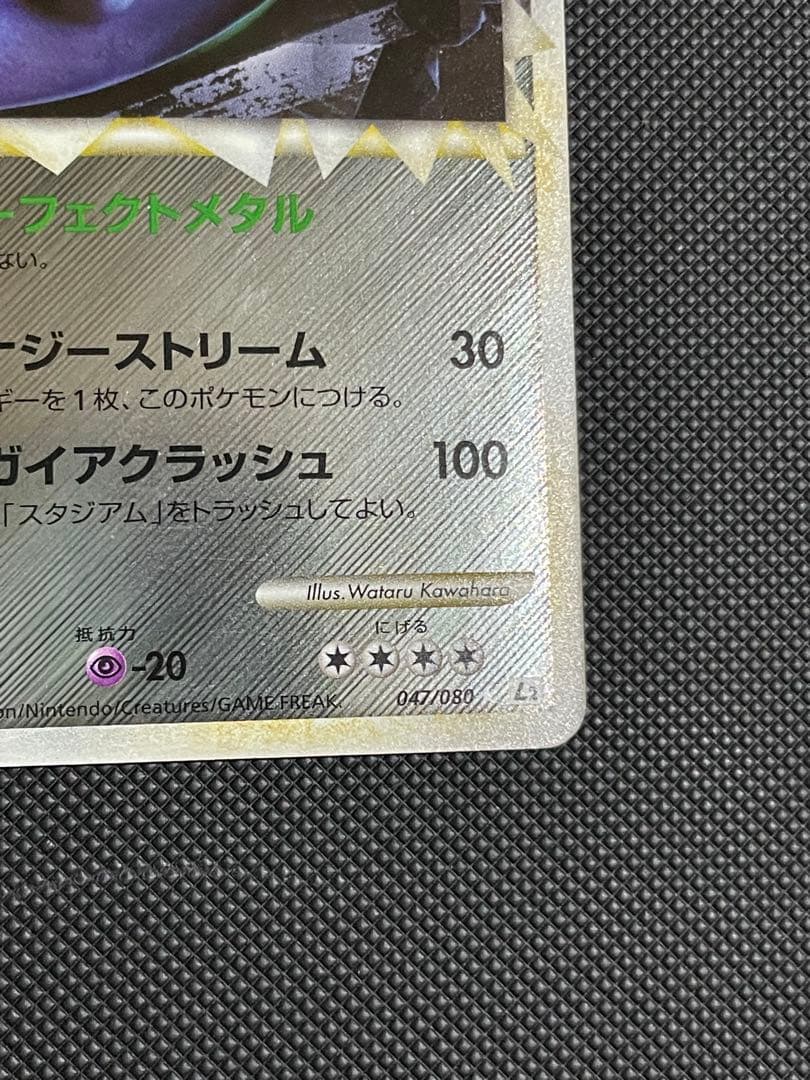 ーフェクトメタル
ない。
ナジーストリーム 30
ギーを1枚、このポケモンにつける。
ガイアクラッシュ 100
「スタジアム」をトラッシュしてよい。
Illus. Wataru Kawahara
抵抗力 にげる
-20
on/Nintendo/Creatures/GAME FREAK. 047/080 L2